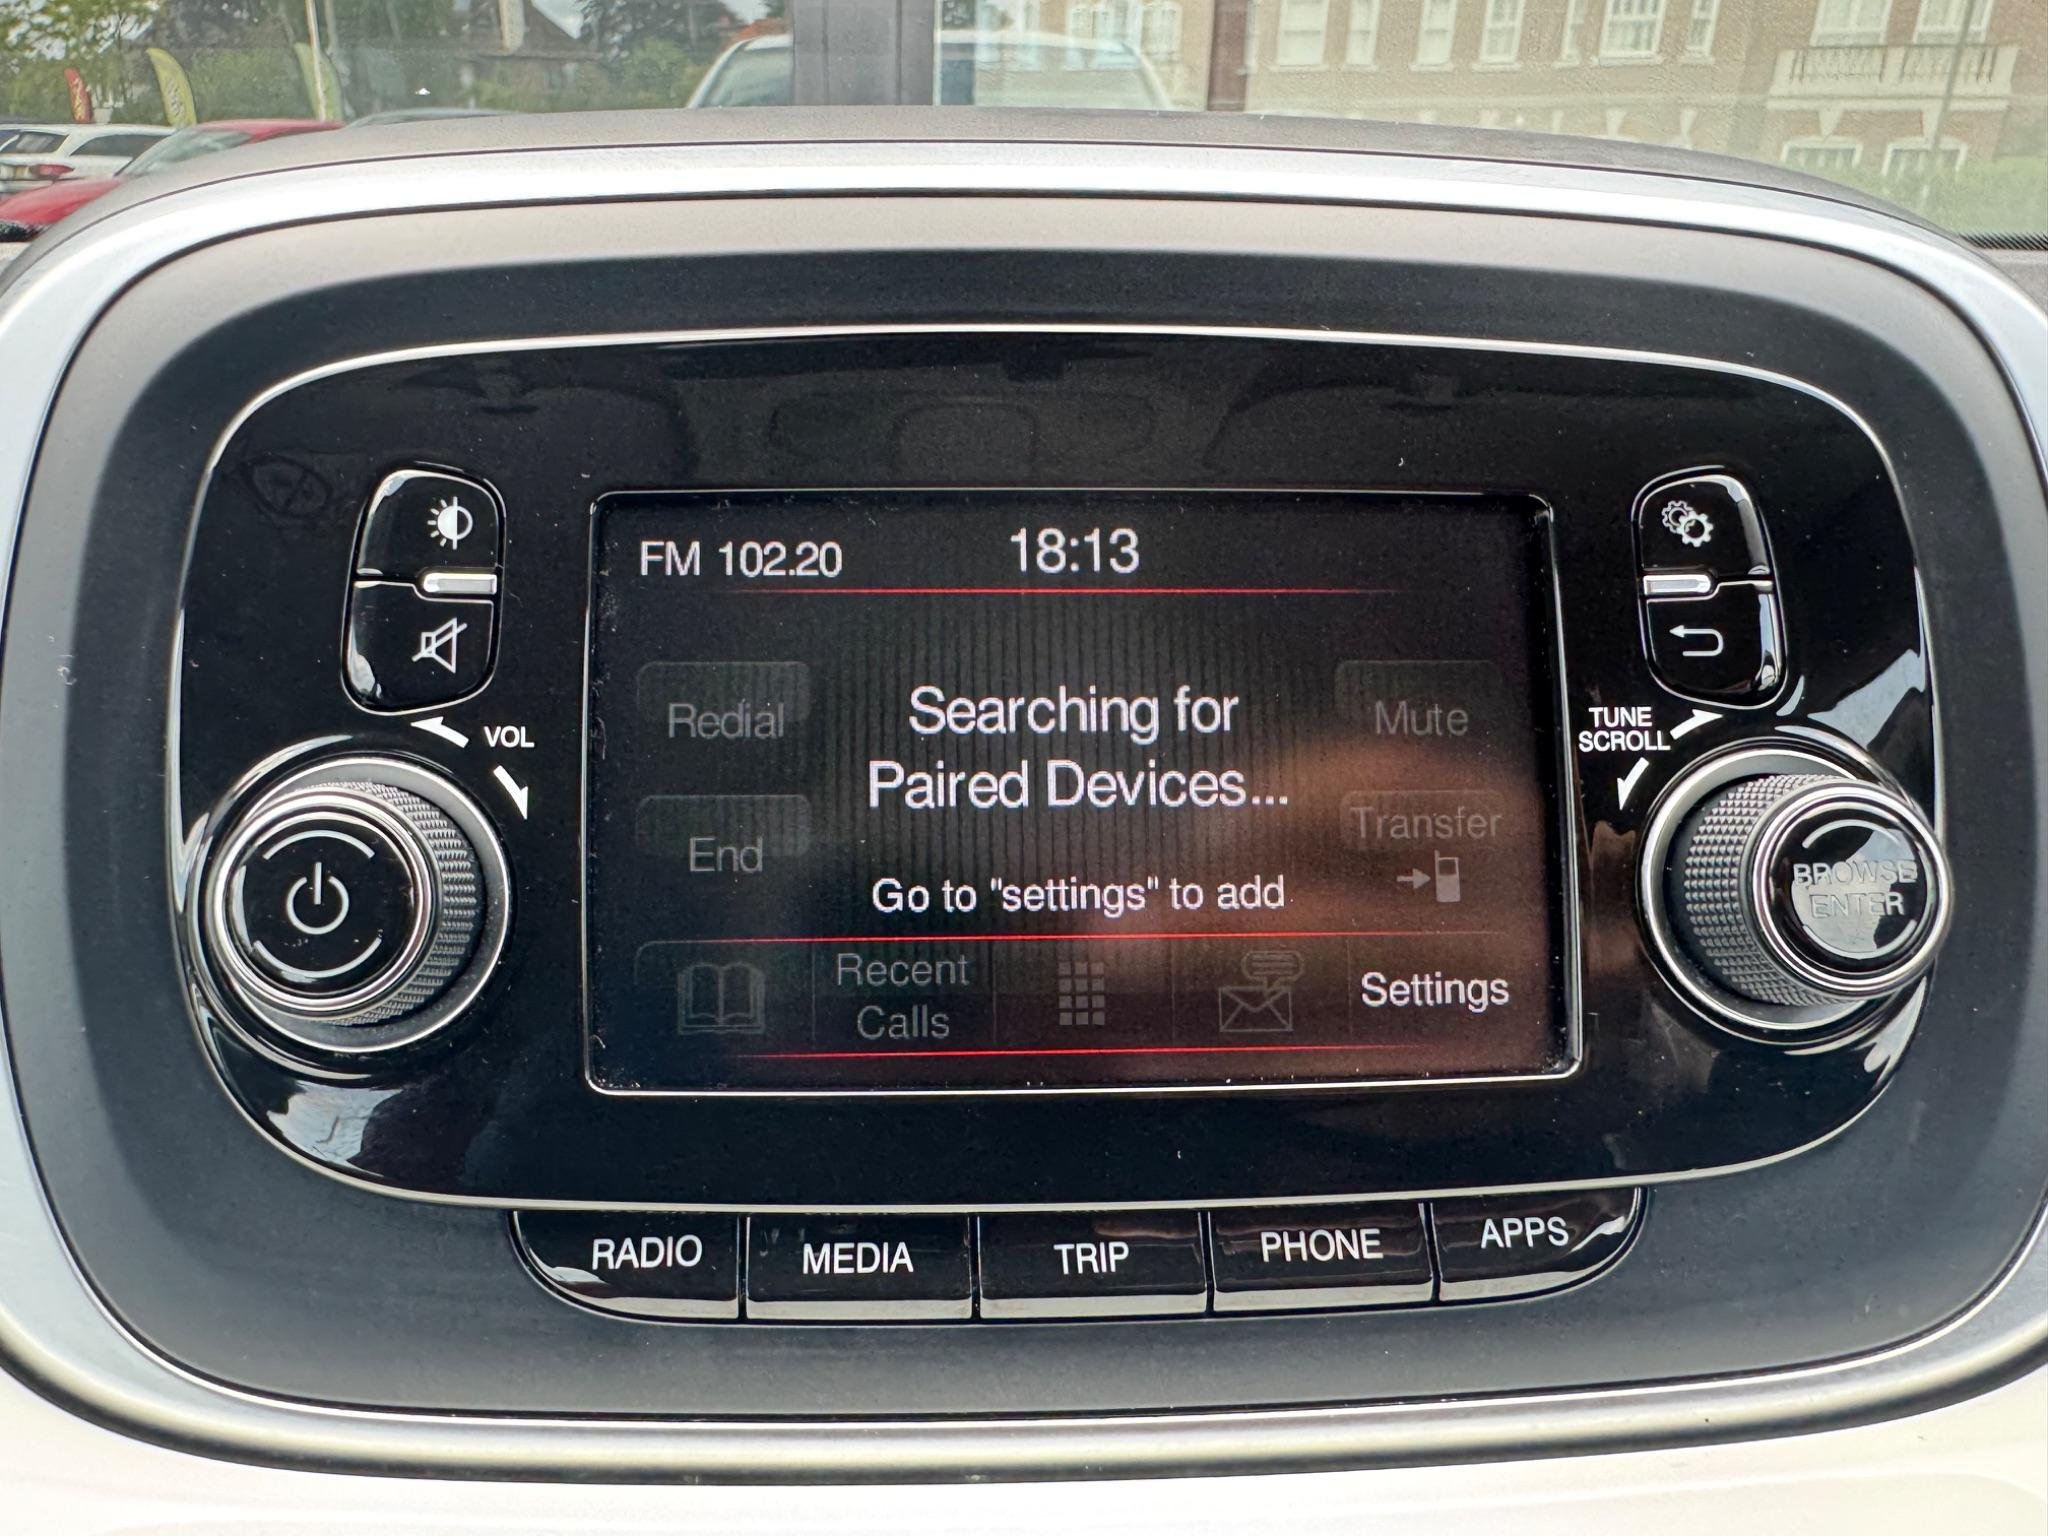 FM 102.20 18:13
Redial
Searching for
Paired Devices...
Mute
End
Transfer
Go to "settings" to add
Recent
Calls
Settings
VOL
TUNE
SCROLL
BROWSE
ENTER
RADIO MEDIA TRIP PHONE APPS